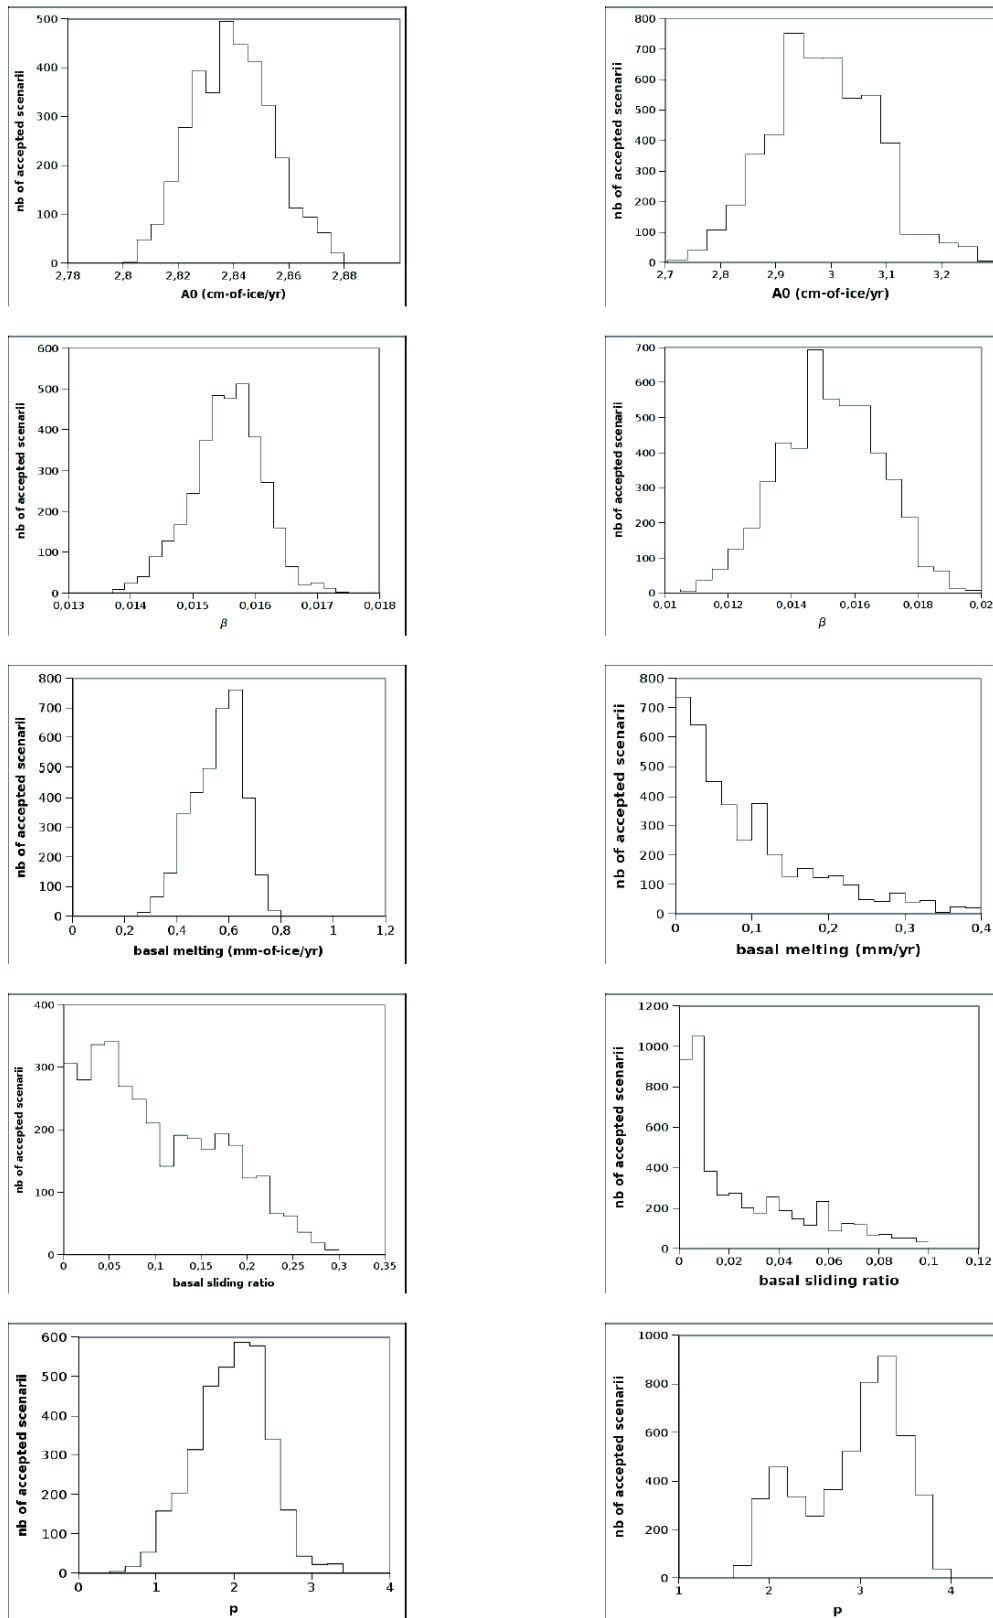 nb of accepted scenarii
500
400
300
200
100
0
2,78 2,8 2,82 2,84 2,86 2,88
A0 (cm-of-ice/yr)
nb of accepted scenarii
800
700
600
500
400
300
200
100
0
2,7 2,8 2,9 3 3,1 3,2
A0 (cm-of-ice/yr)
nb of accepted scenarii
600
500
400
300
200
100
0
0,013 0,014 0,015 0,016 0,017 0,018
β
nb of accepted scenarii
700
600
500
400
300
200
100
0
0,01 0,012 0,014 0,016 0,018 0,02
β
nb of accepted scenarii
800
700
600
500
400
300
200
100
0
0 0,2 0,4 0,6 0,8 1 1,2
basal melting (mm-of-ice/yr)
nb of accepted scenarii
800
700
600
500
400
300
200
100
0
0 0,1 0,2 0,3 0,4
basal melting (mm/yr)
nb of accepted scenarii
400
300
200
100
0
0 0,05 0,1 0,15 0,2 0,25 0,3 0,35
basal sliding ratio
nb of accepted scenarii
1200
1000
800
600
400
200
0
0 0,02 0,04 0,06 0,08 0,1 0,12
basal sliding ratio
nb of accepted scenarii
600
500
400
300
200
100
0
0 1 2 3 4
p
nb of accepted scenarii
1000
800
600
400
200
0
1 2 3 4
p